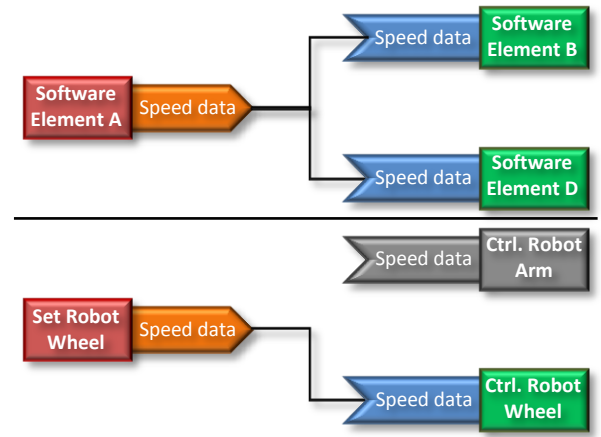 Speed data
Software
Element B
Software
Element A
Speed data
Speed data
Software
Element D
Speed data
Ctrl. Robot
Arm
Set Robot
Wheel
Speed data
Speed data
Ctrl. Robot
Wheel